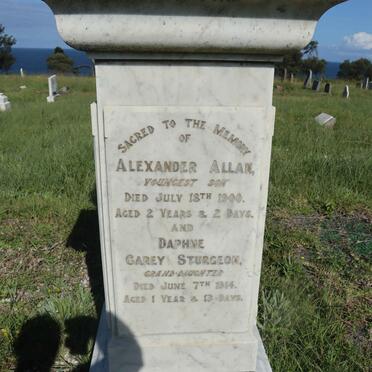 SACRED TO THE MEMORY
OF
ALEXANDER ALLAN,
YOUNGEST SON
DIED JULY 18TH 1900.
AGED 2 YEARS & 2 DAYS.
AND
DAPHNE
CAREY STURGEON,
GRAND-DAUGHTER
DIED JUNE 7TH 1914.
AGED 1 YEAR & 13 DAYS.